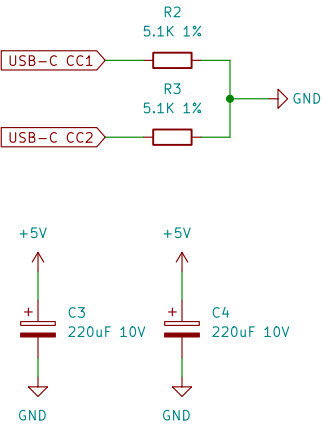 R2
5.1K 1%
USB-C CC1
R3
5.1K 1%
GND
USB-C CC2
+5V
+5V
+
C3
220uF 10V
+
C4
220uF 10V
GND
GND